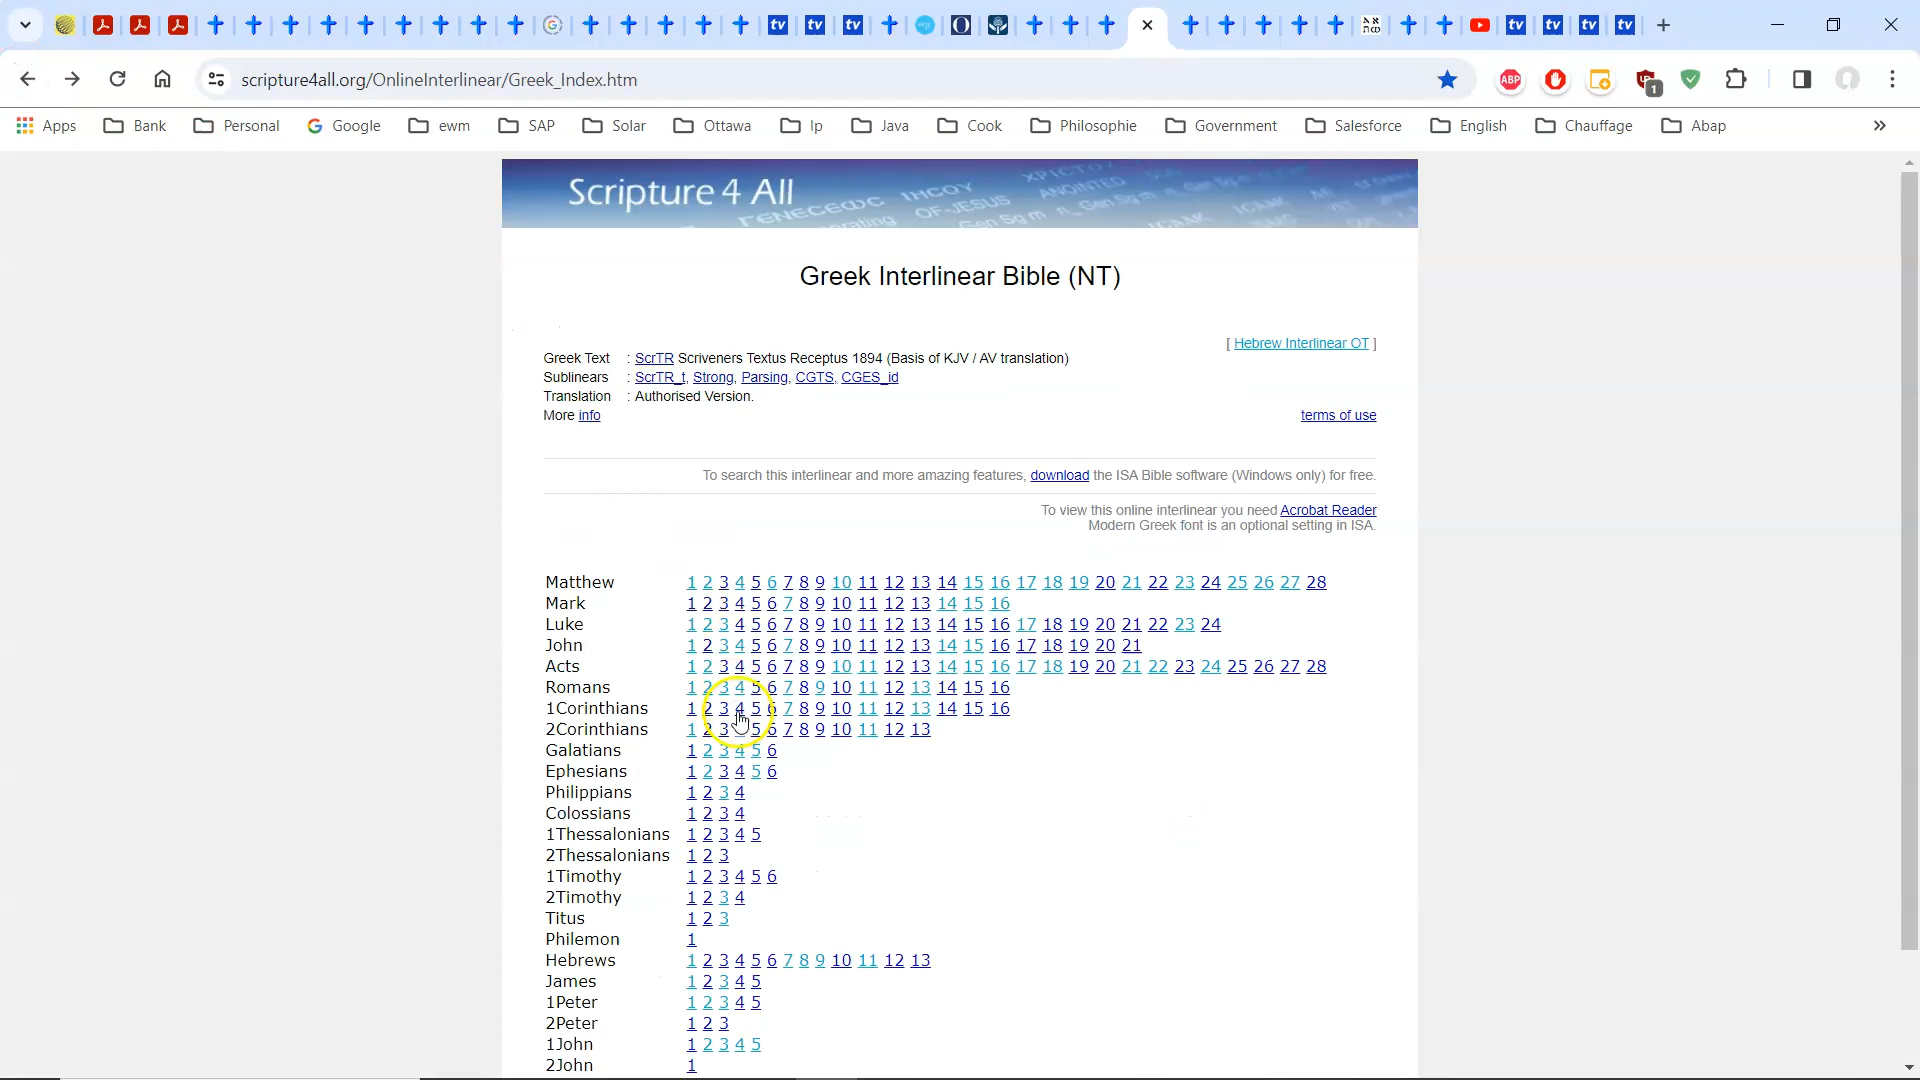 scripture4all.org/OnlineInterlinear/Greek_Index.htm
ABP
1
Apps Bank Personal Google ewm SAP Solar Ottawa Ip Java Cook Philosophie Government Salesforce English Chauffage Abap »
Scripture 4 All
Greek Interlinear Bible (NT)
[ Hebrew Interlinear OT ]
Greek Text : ScrTR Scriveners Textus Receptus 1894 (Basis of KJV / AV translation)
Sublinears : ScrTR_t, Strong, Parsing, CGTS, CGES_id
Translation : Authorised Version.
More info terms of use
To search this interlinear and more amazing features, download the ISA Bible software (Windows only) for free.
To view this online interlinear you need Acrobat Reader
Modern Greek font is an optional setting in ISA.
Matthew 1 2 3 4 5 6 7 8 9 10 11 12 13 14 15 16 17 18 19 20 21 22 23 24 25 26 27 28
Mark 1 2 3 4 5 6 7 8 9 10 11 12 13 14 15 16
Luke 1 2 3 4 5 6 7 8 9 10 11 12 13 14 15 16 17 18 19 20 21 22 23 24
John 1 2 3 4 5 6 7 8 9 10 11 12 13 14 15 16 17 18 19 20 21
Acts 1 2 3 4 5 6 7 8 9 10 11 12 13 14 15 16 17 18 19 20 21 22 23 24 25 26 27 28
Romans 1 2 3 4 5 6 7 8 9 10 11 12 13 14 15 16
1Corinthians 1 2 3 4 5 6 7 8 9 10 11 12 13 14 15 16
2Corinthians 1 2 3 5 6 7 8 9 10 11 12 13
Galatians 1 2 3 4 5 6
Ephesians 1 2 3 4 5 6
Philippians 1 2 3 4
Colossians 1 2 3 4
1Thessalonians 1 2 3 4 5
2Thessalonians 1 2 3
1Timothy 1 2 3 4 5 6
2Timothy 1 2 3 4
Titus 1 2 3
Philemon 1
Hebrews 1 2 3 4 5 6 7 8 9 10 11 12 13
James 1 2 3 4 5
1Peter 1 2 3 4 5
2Peter 1 2 3
1John 1 2 3 4 5
2John 1